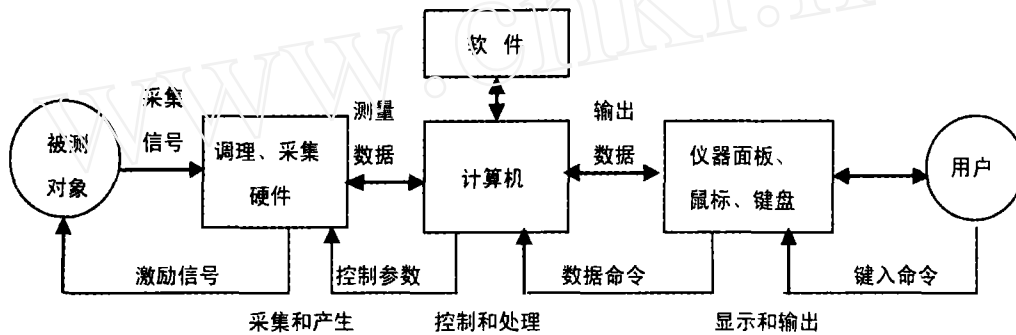 www.cnki.n
软 件
采集
信号
测量
数据
输出
数据
被测
对象
调理、采集
硬件
计算机
仪器面板、
鼠标、键盘
用户
激励信号
控制参数
数据命令
键入命令
采集和产生
控制和处理
显示和输出